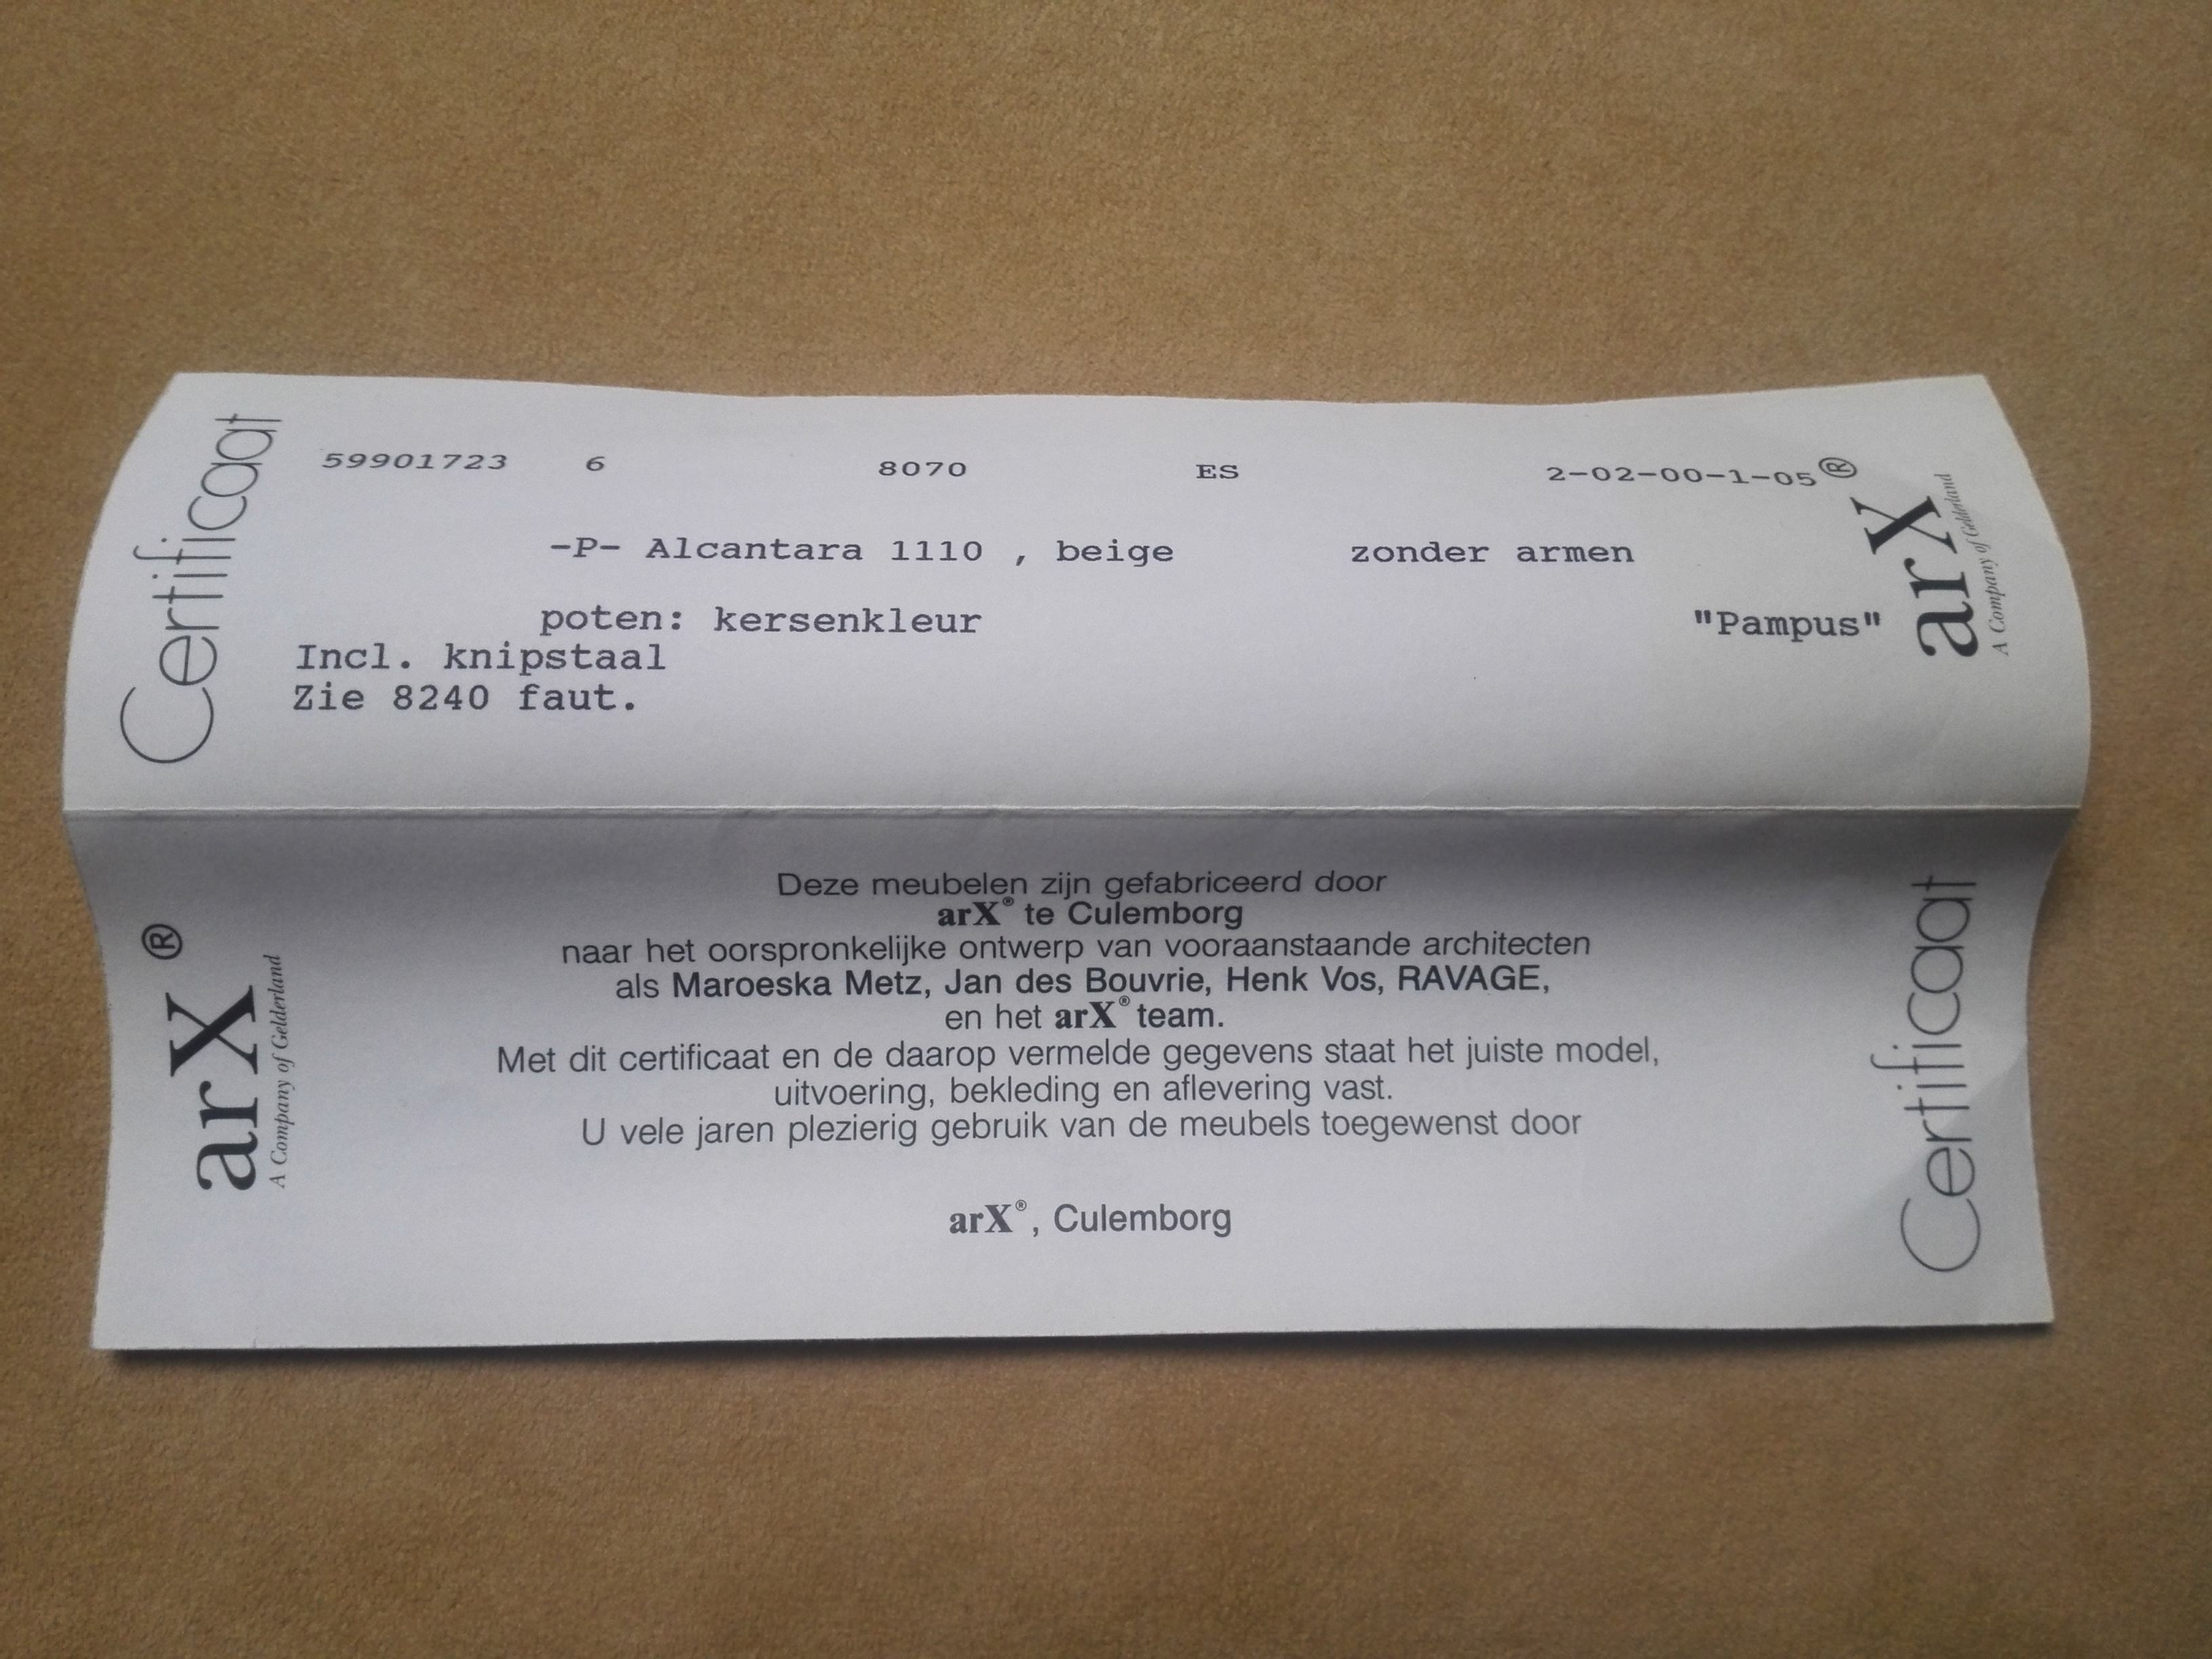 Certificaat
59901723 6 8070 ES 2-02-00-1-05
-P- Alcantara 1110 , beige zonder armen
poten: kersenkleur "Pampus"
Incl. knipstaal
Zie 8240 faut.
arX®
A Company of Gelderland
arX®
A Company of Gelderland
Deze meubelen zijn gefabriceerd door
arX® te Culemborg
naar het oorspronkelijke ontwerp van vooraanstaande architecten
als Maroeska Metz, Jan des Bouvrie, Henk Vos, RAVAGE,
en het arX® team.
Met dit certificaat en de daarop vermelde gegevens staat het juiste model,
uitvoering, bekleding en aflevering vast.
U vele jaren plezierig gebruik van de meubels toegewenst door
arX®, Culemborg
Certificaat